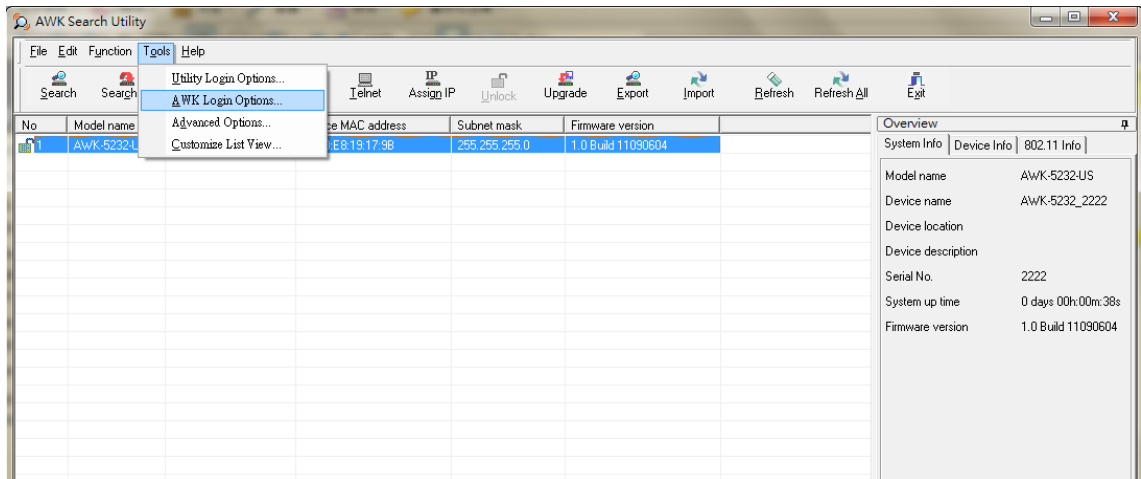 AWK Search Utility
File Edit Function Tools Help
Search Search Telnet Assign IP Unlock Upgrade Export Import Refresh Refresh All Exit
IP
Utility Login Options...
AWK Login Options...
Advanced Options...
Customize List View...
No Model name MAC address Subnet mask Firmware version
1 AWK-5232-U E8:19:17:9B 255.255.255.0 1.0 Build 11090604
Overview
System Info Device Info 802.11 Info
Model name AWK-5232-US
Device name AWK-5232_2222
Device location
Device description
Serial No. 2222
System up time 0 days 00h:00m:38s
Firmware version 1.0 Build 11090604